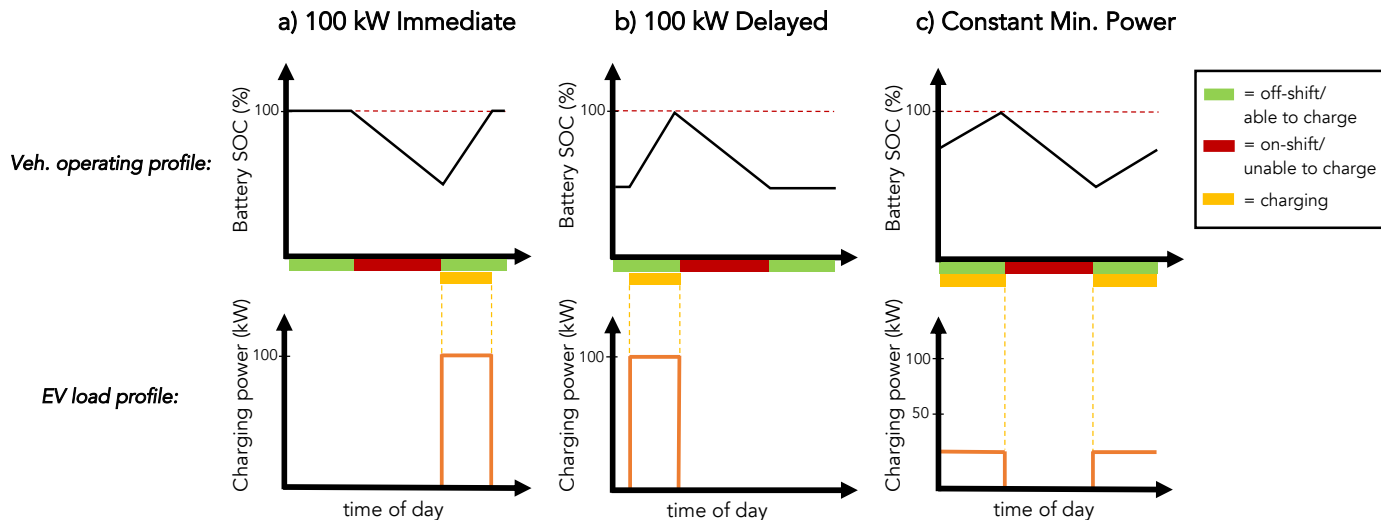 a) 100 kW Immediate
b) 100 kW Delayed
c) Constant Min. Power
Veh. operating profile:
Battery SOC (%)
100
Battery SOC (%)
100
Battery SOC (%)
100
= off-shift/
able to charge
= on-shift/
unable to charge
= charging
EV load profile:
Charging power (kW)
100
time of day
Charging power (kW)
100
time of day
Charging power (kW)
100
50
time of day